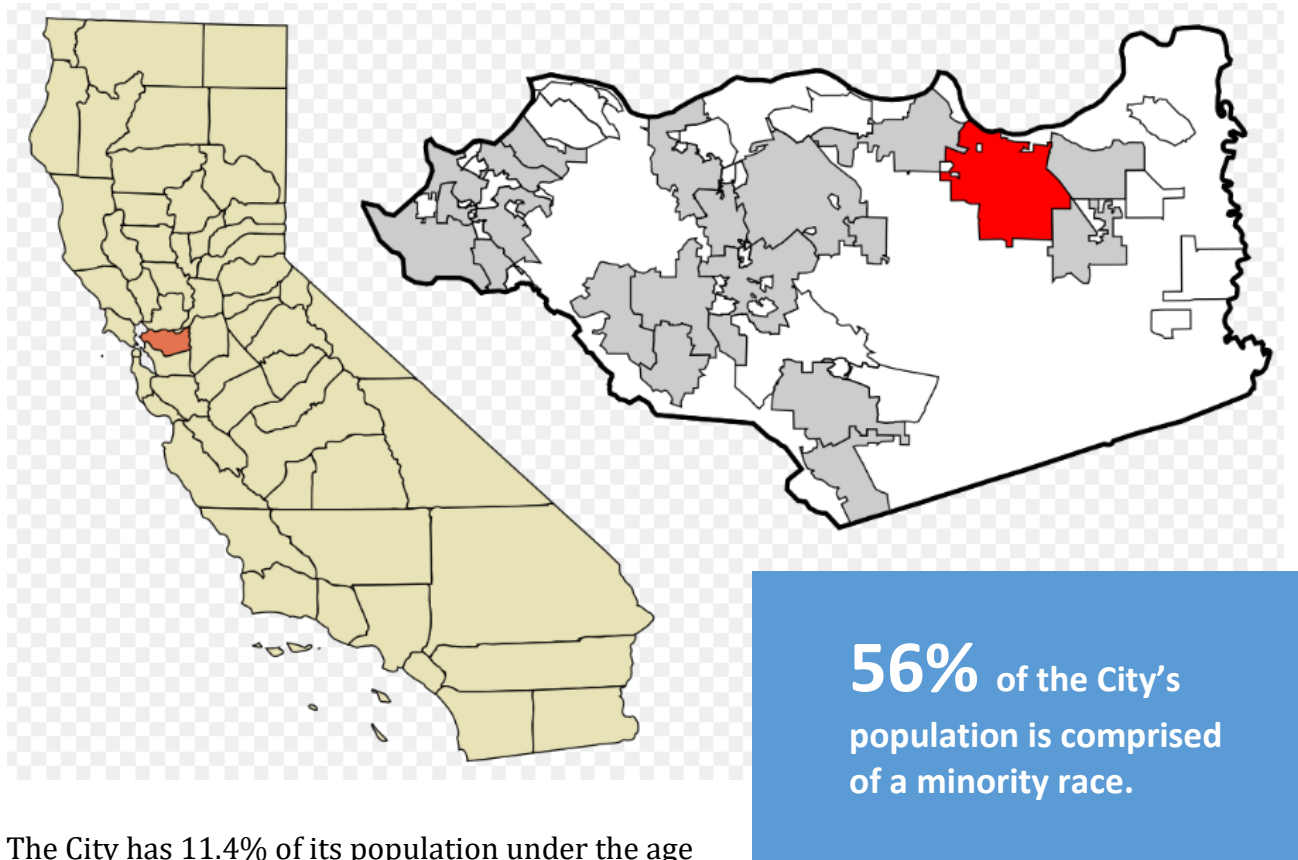 56% of the City’s
population is comprised
of a minority race.
The City has 11.4% of its population under the age